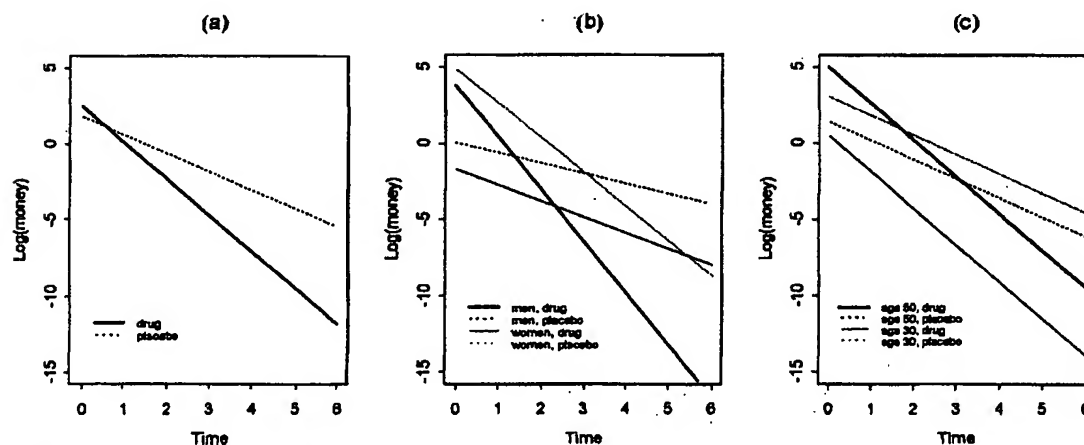 (a)
(b)
(c)
5
0
-5
-10
-15
Log(money)
drug
placebo
0 1 2 3 4 5 6
Time
5
0
-5
-10
-15
Log(money)
men, drug
men, placebo
women, drug
women, placebo
0 1 2 3 4 5 6
Time
5
0
-5
-10
-15
Log(money)
age 50, drug
age 50, placebo
age 30, drug
age 30, placebo
0 1 2 3 4 5 6
Time